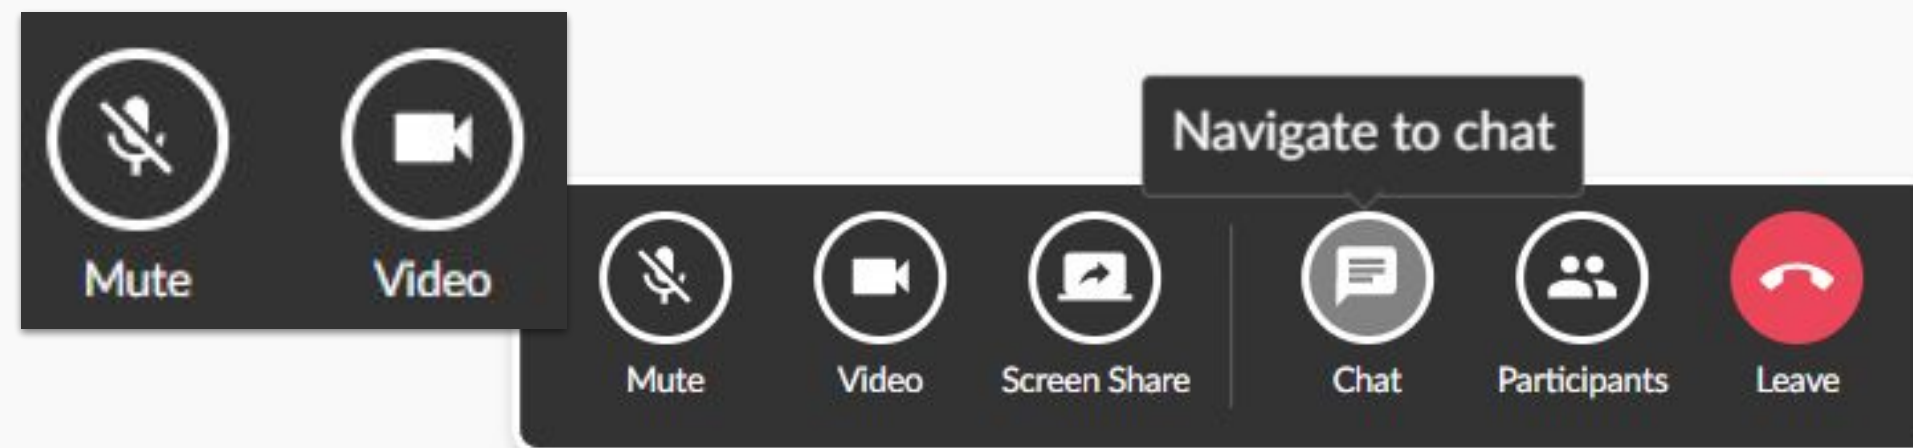 Mute Video
Navigate to chat
Mute Video Screen Share Chat Participants Leave